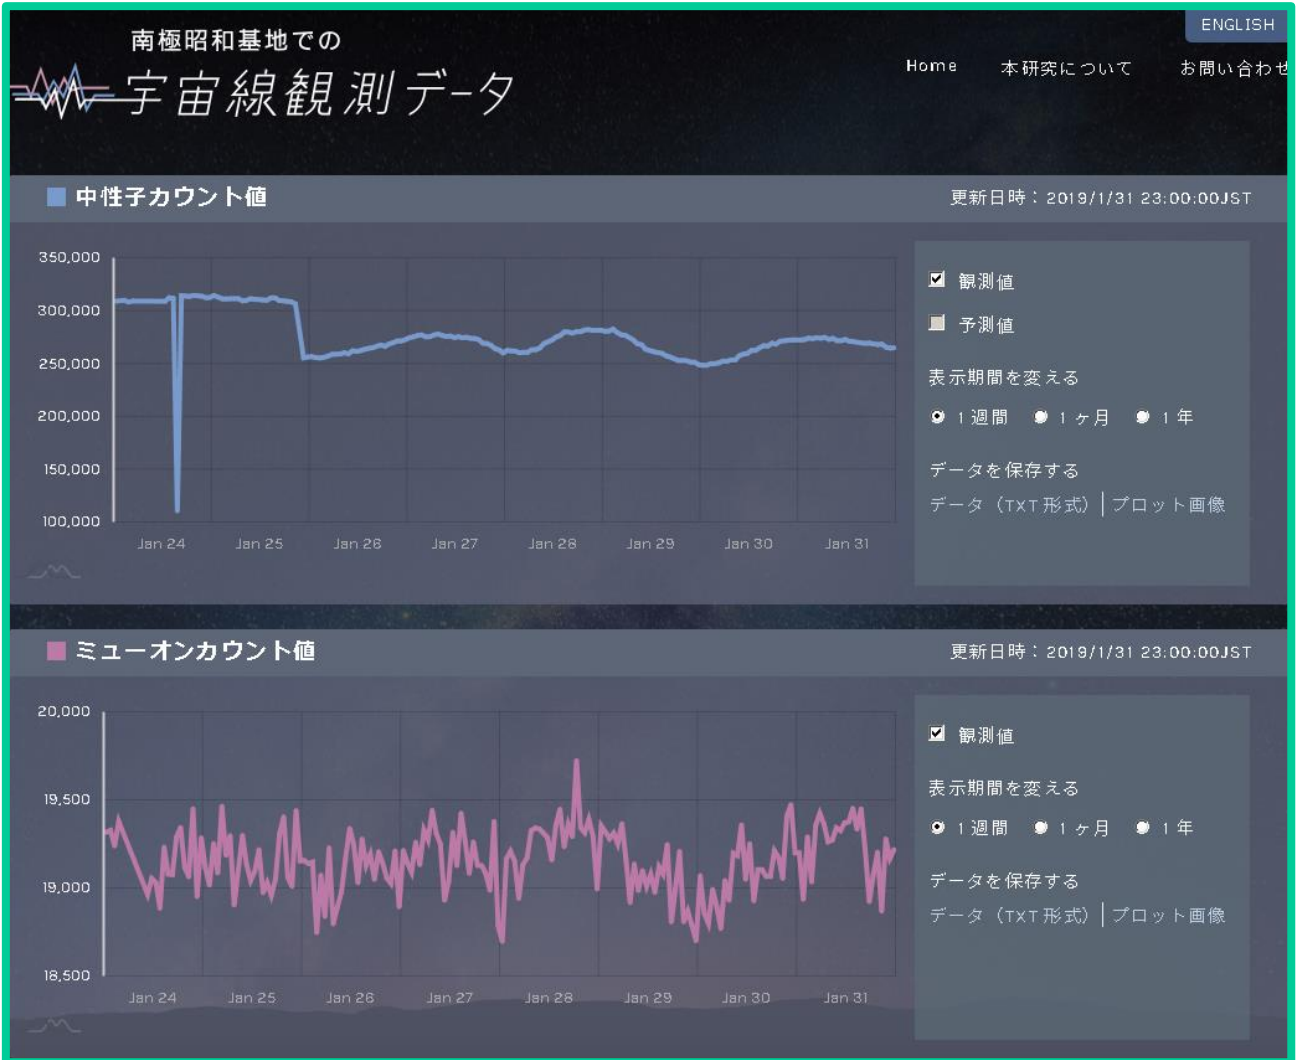 ENGLISH
南極昭和基地での
宇宙線観測データ
Home 本研究について お問い合わせ
中性子カウント値 更新日時：2019/1/31 23:00:00JST
350,000
300,000
250,000
200,000
150,000
100,000
Jan 24 Jan 25 Jan 26 Jan 27 Jan 28 Jan 29 Jan 30 Jan 31
観測値
予測値
表示期間を変える
1週間 1ヶ月 1年
データを保存する
データ（TXT形式）|プロット画像
ミューオンカウント値 更新日時：2019/1/31 23:00:00JST
20,000
19,500
19,000
18,500
Jan 24 Jan 25 Jan 26 Jan 27 Jan 28 Jan 29 Jan 30 Jan 31
観測値
表示期間を変える
1週間 1ヶ月 1年
データを保存する
データ（TXT形式）|プロット画像